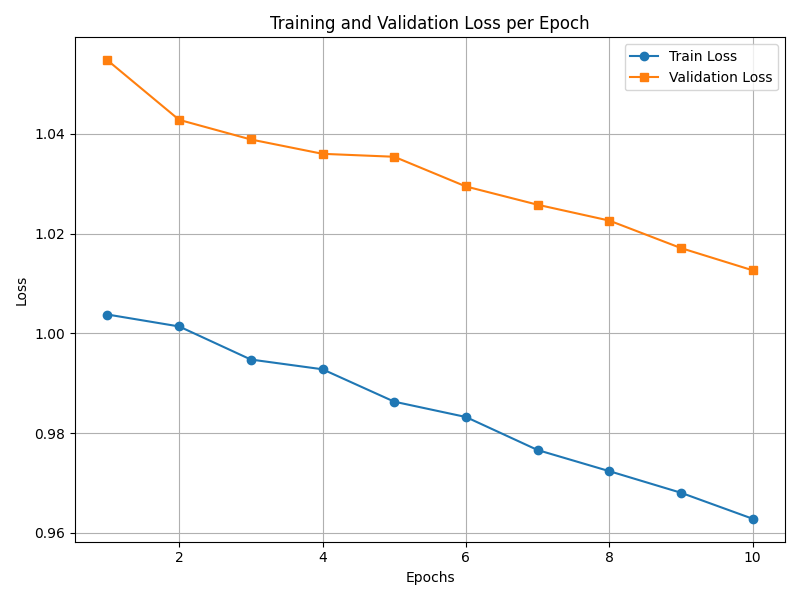 Training and Validation Loss per Epoch
Train Loss
Validation Loss
1.04
1.02
1.00
0.98
0.96
Loss
2 4 6 8 10
Epochs